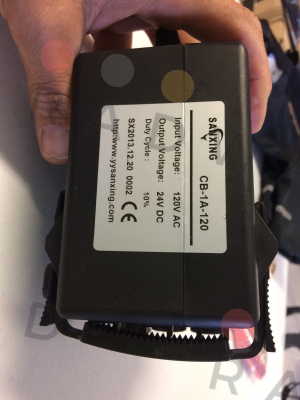 SANXING
CB-1A-120
Input Voltage: 120V AC
Output Voltage: 24V DC
Duty Cycle: 10%
SX2013.12.20 0002 CE
http:www.yysanxing.com